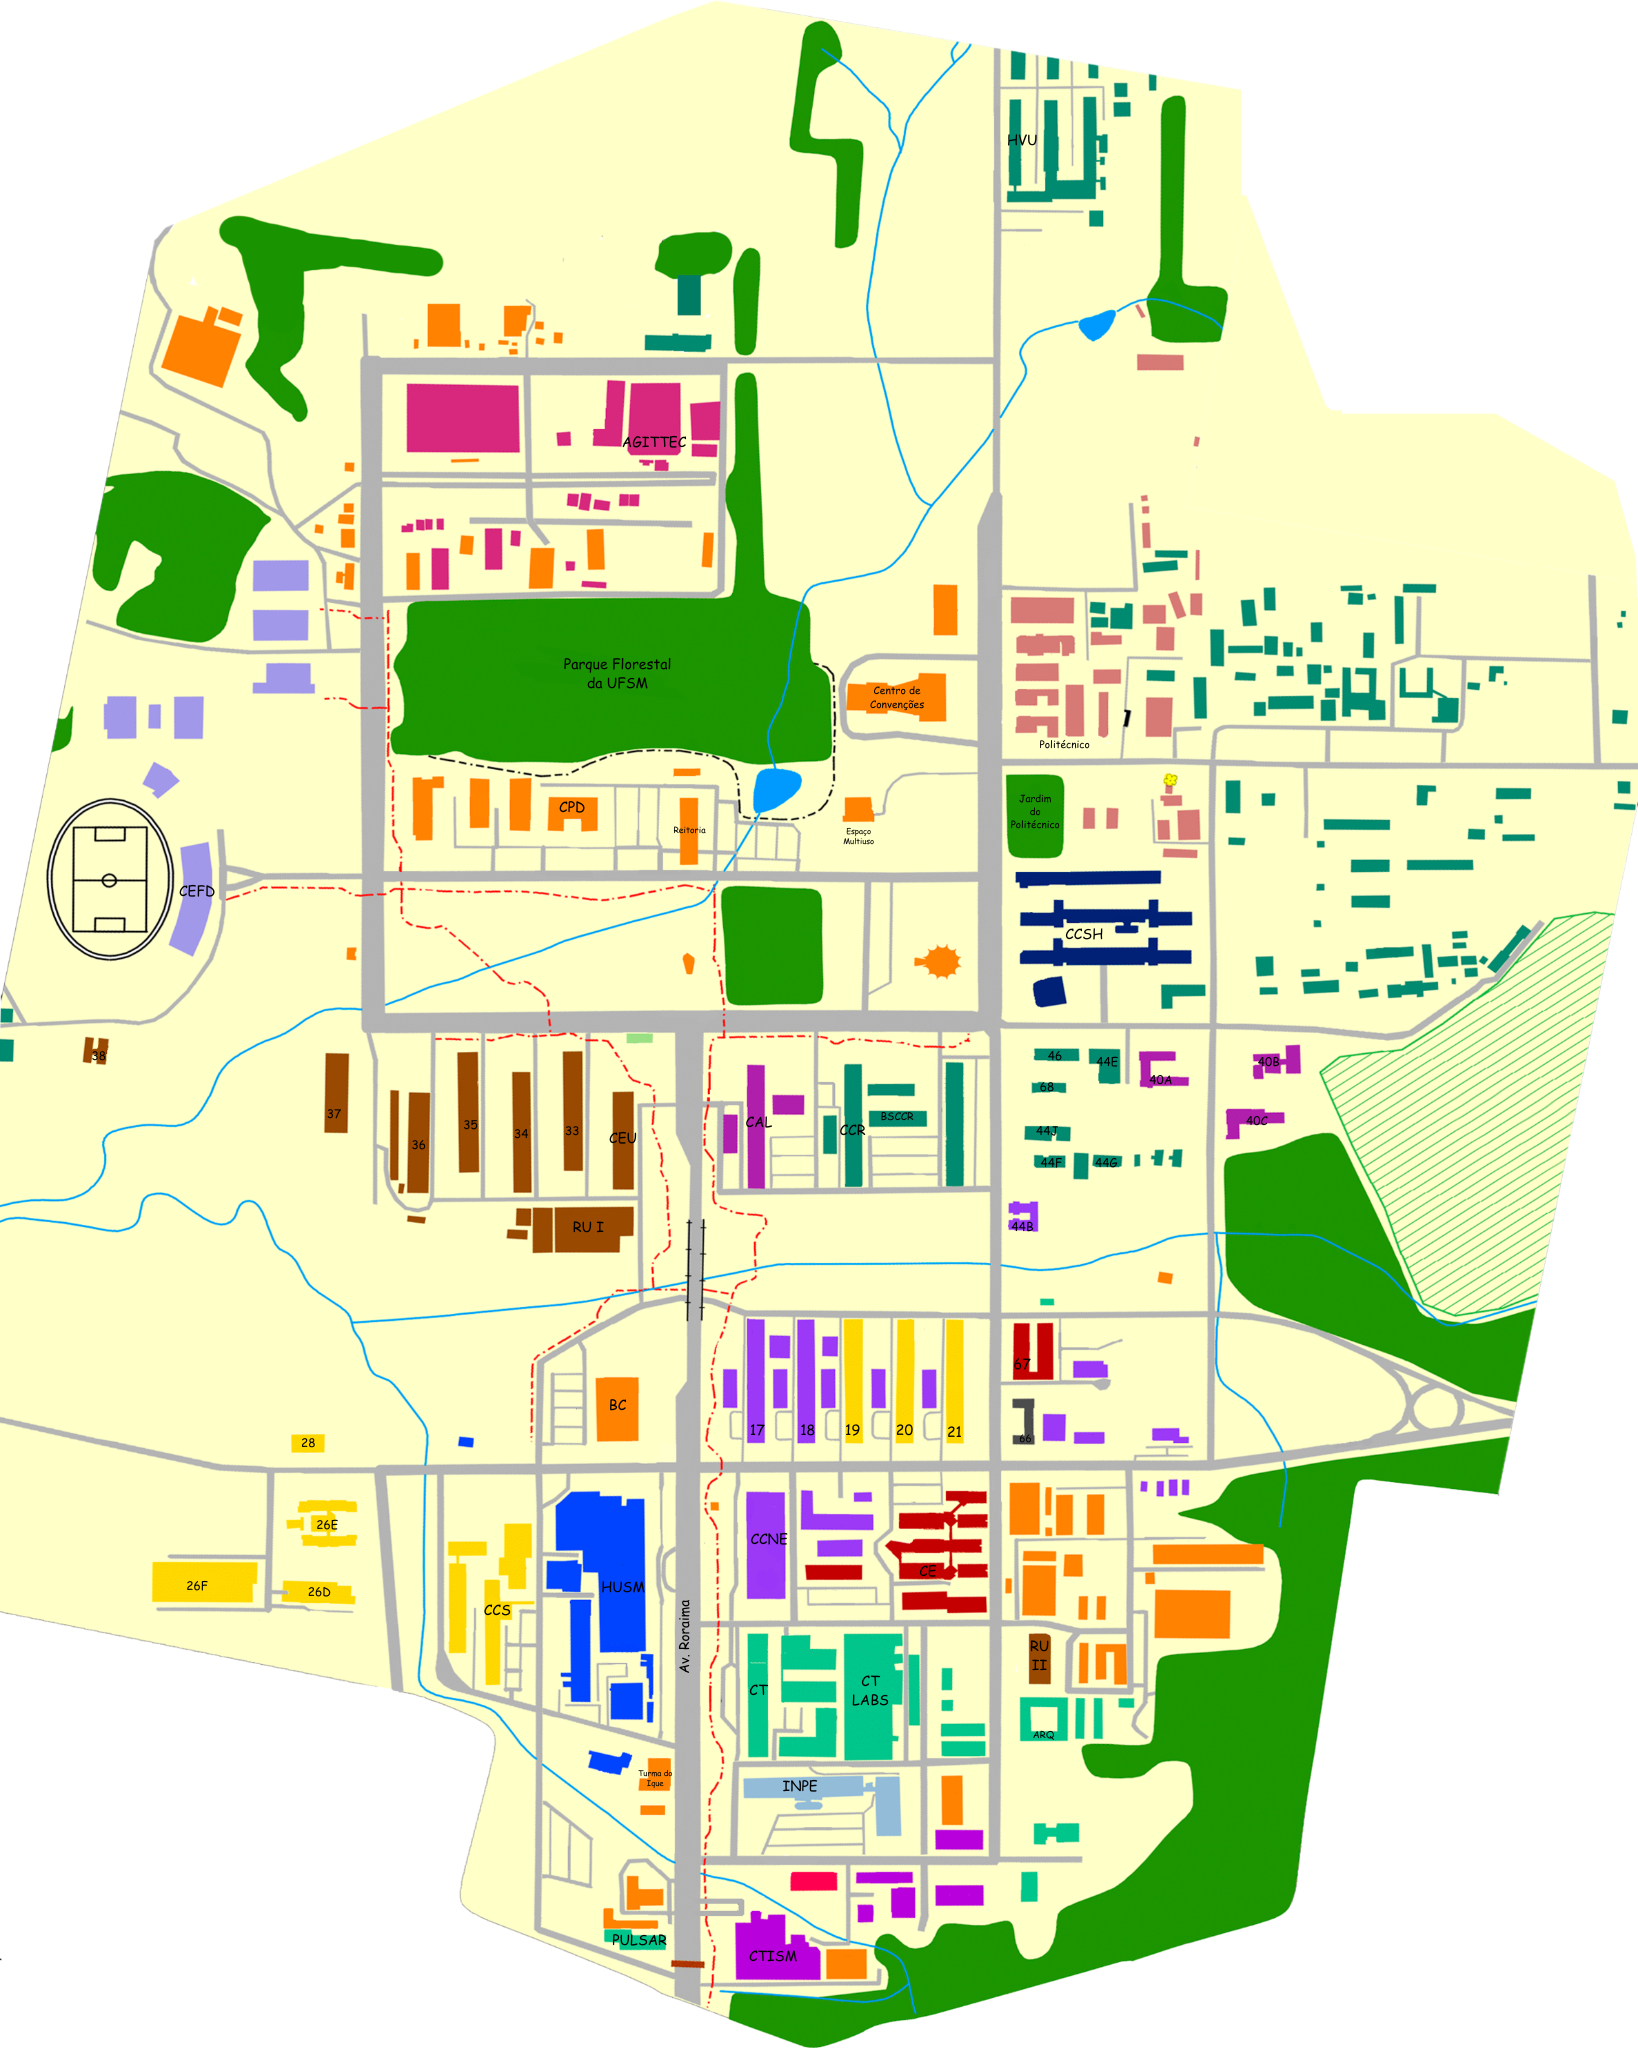 HVU
AGITTEC
Parque Florestal
da UFSM
Centro de
Convenções
Politécnico
CPD
Reitoria
Espaço
Multiuso
Jardim
do
Politécnico
CEFD
CCSH
38
37
36
35
34
33
CEU
CAL
CCR
BSCCR
46
44E
40A
40B
68
40C
44J
44F
44G
RU I
44B
67
BC
17
18
19
20
21
66
28
26E
CCNE
CE
26F
26D
HUSM
CCS
Av. Roraima
RU
II
CT
CT
LABS
ARQ
Turma do
Ique
INPE
PULSAR
CTISM